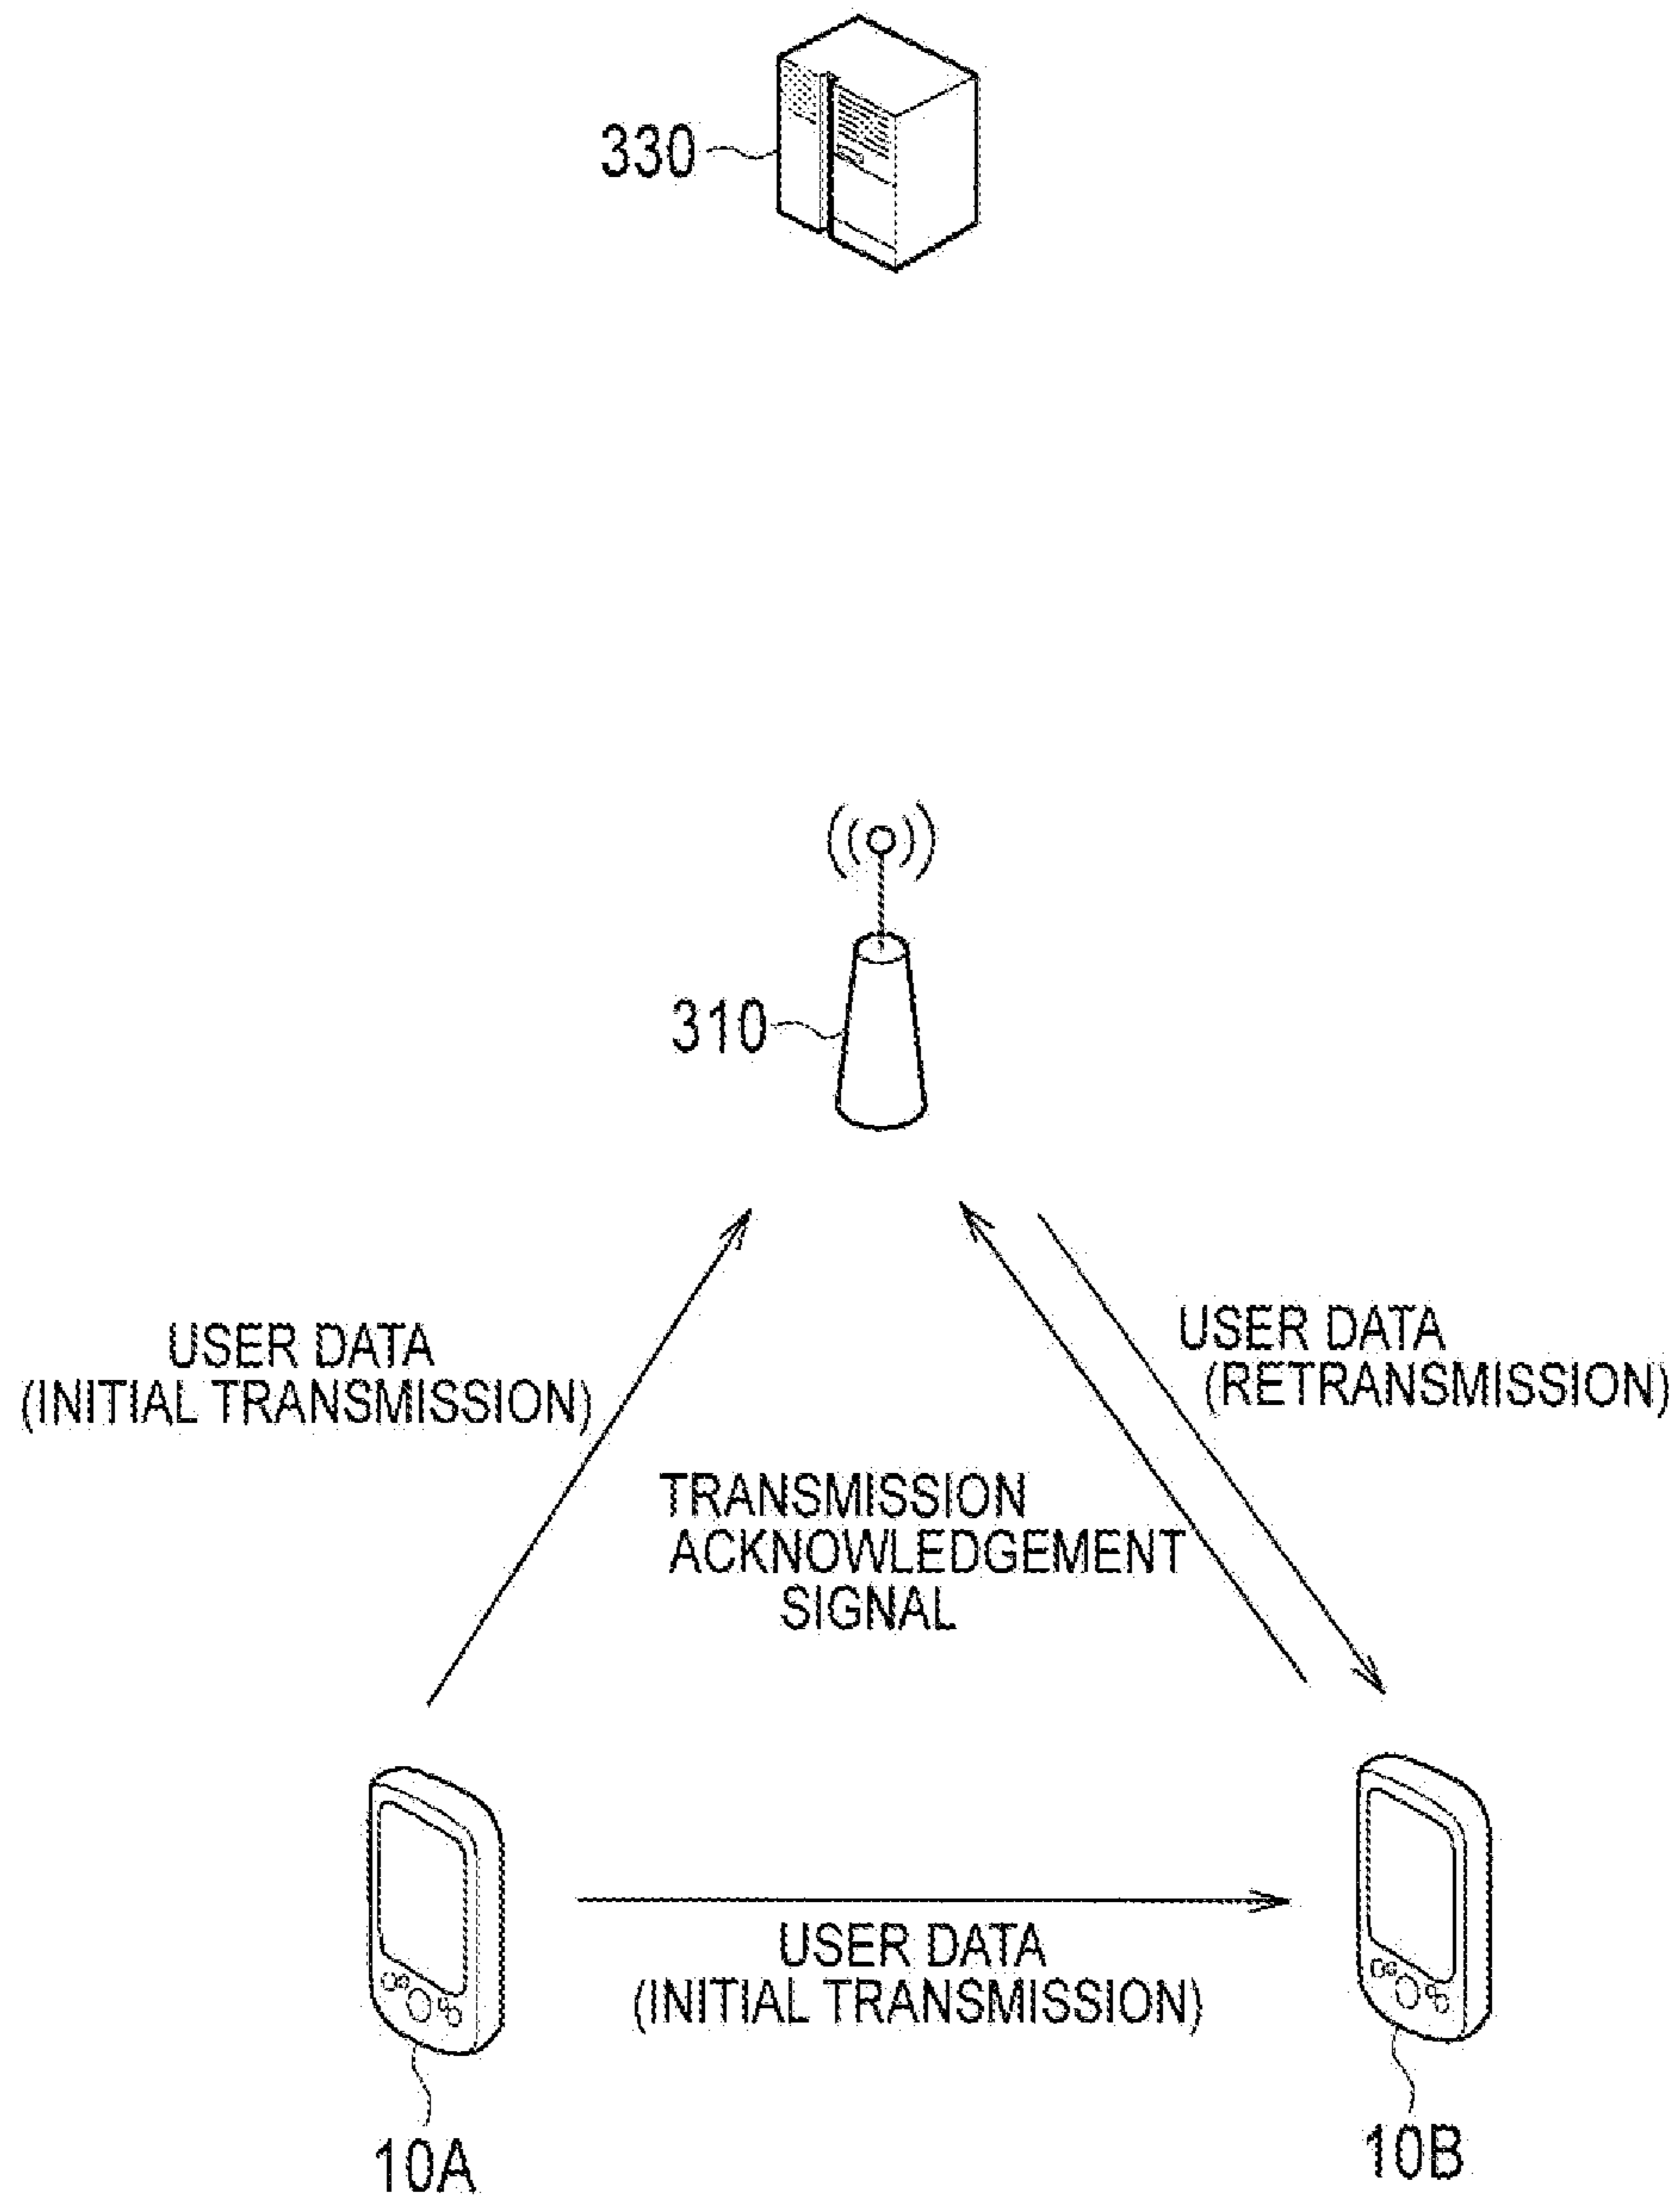 330
310
USER DATA
(INITIAL TRANSMISSION)
USER DATA
(RETRANSMISSION)
TRANSMISSION
ACKNOWLEDGEMENT
SIGNAL
USER DATA
(INITIAL TRANSMISSION)
10A
10B